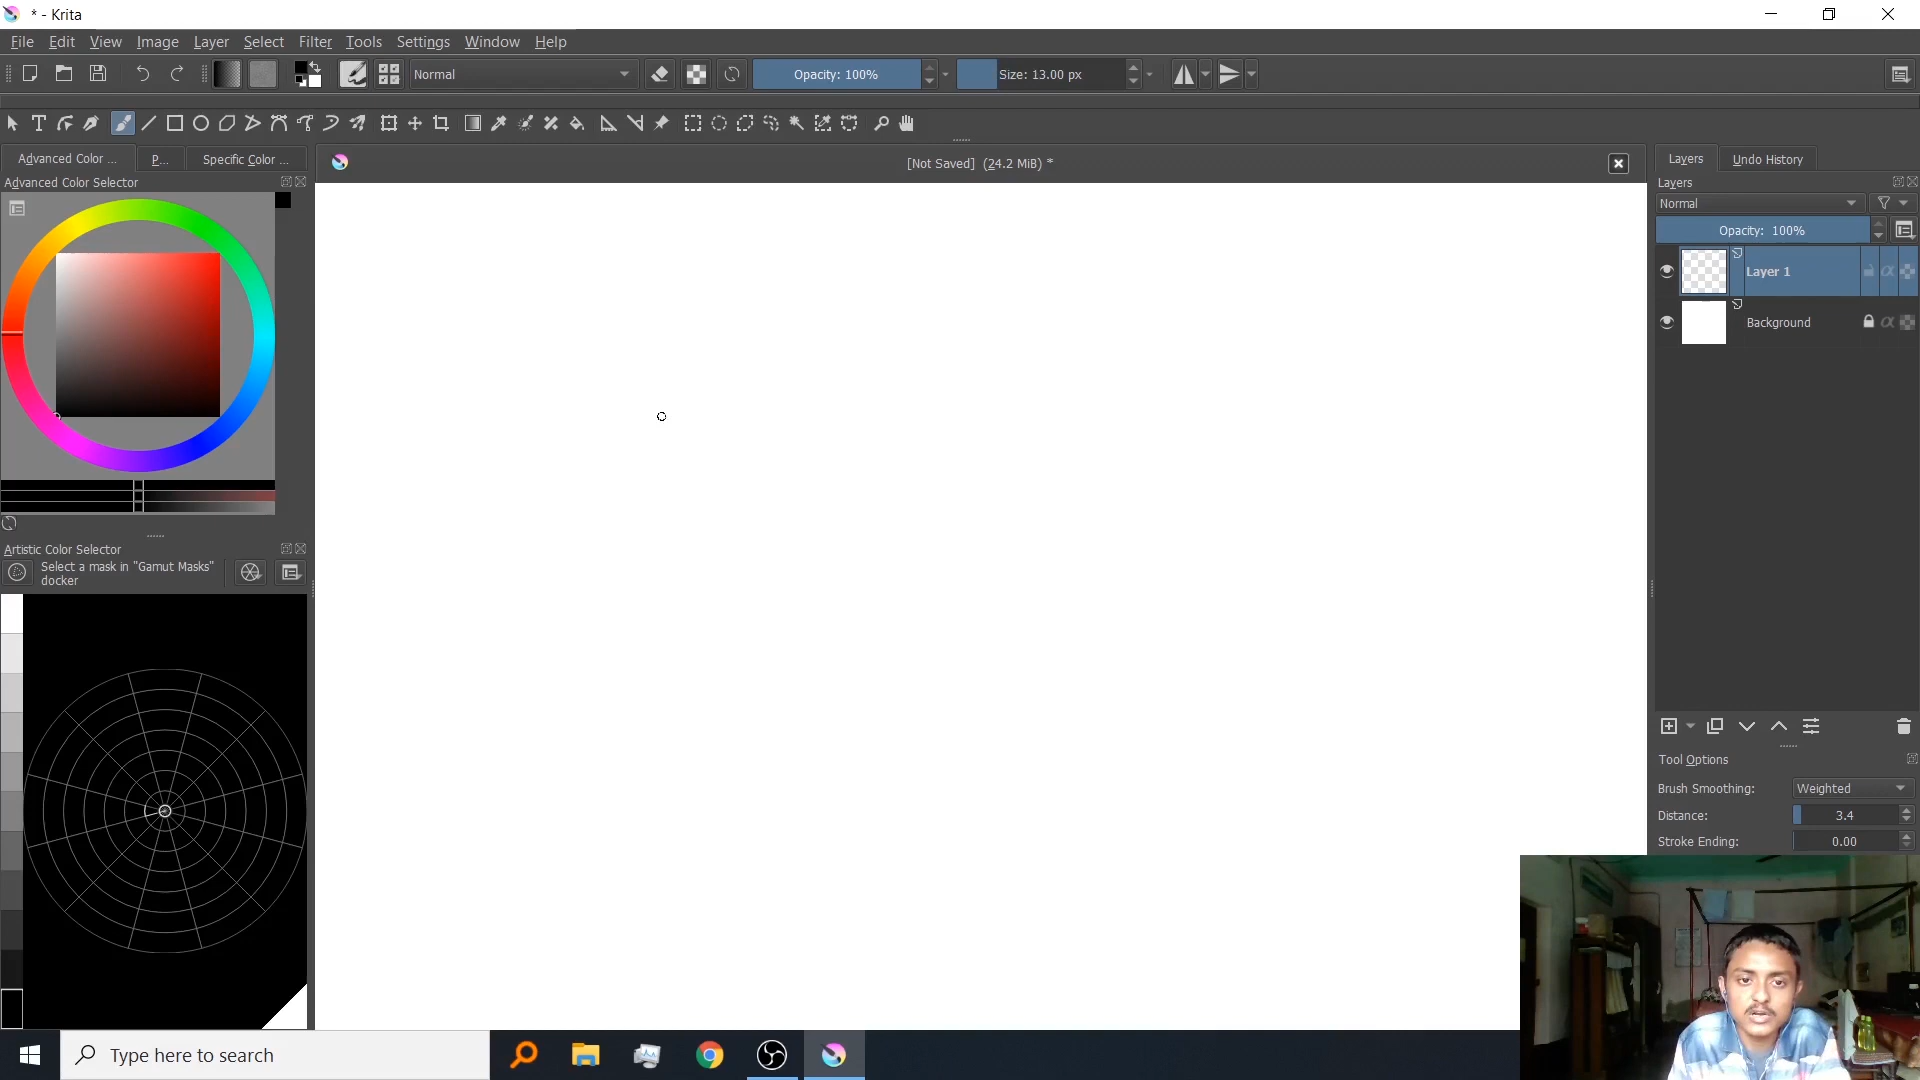 * - Krita
File Edit View Image Layer Select Filter Tools Settings Window Help
Normal Opacity: 100% Size: 13.00 px
Advanced Color ... P... Specific Color ...
[Not Saved] (24.2 MiB) *
Layers Undo History
Advanced Color Selector
Layers
Normal
Opacity: 100%
Layer 1
Background
Artistic Color Selector
Select a mask in "Gamut Masks"
docker
Tool Options
Brush Smoothing: Weighted
Distance: 3.4
Stroke Ending: 0.00
Type here to search